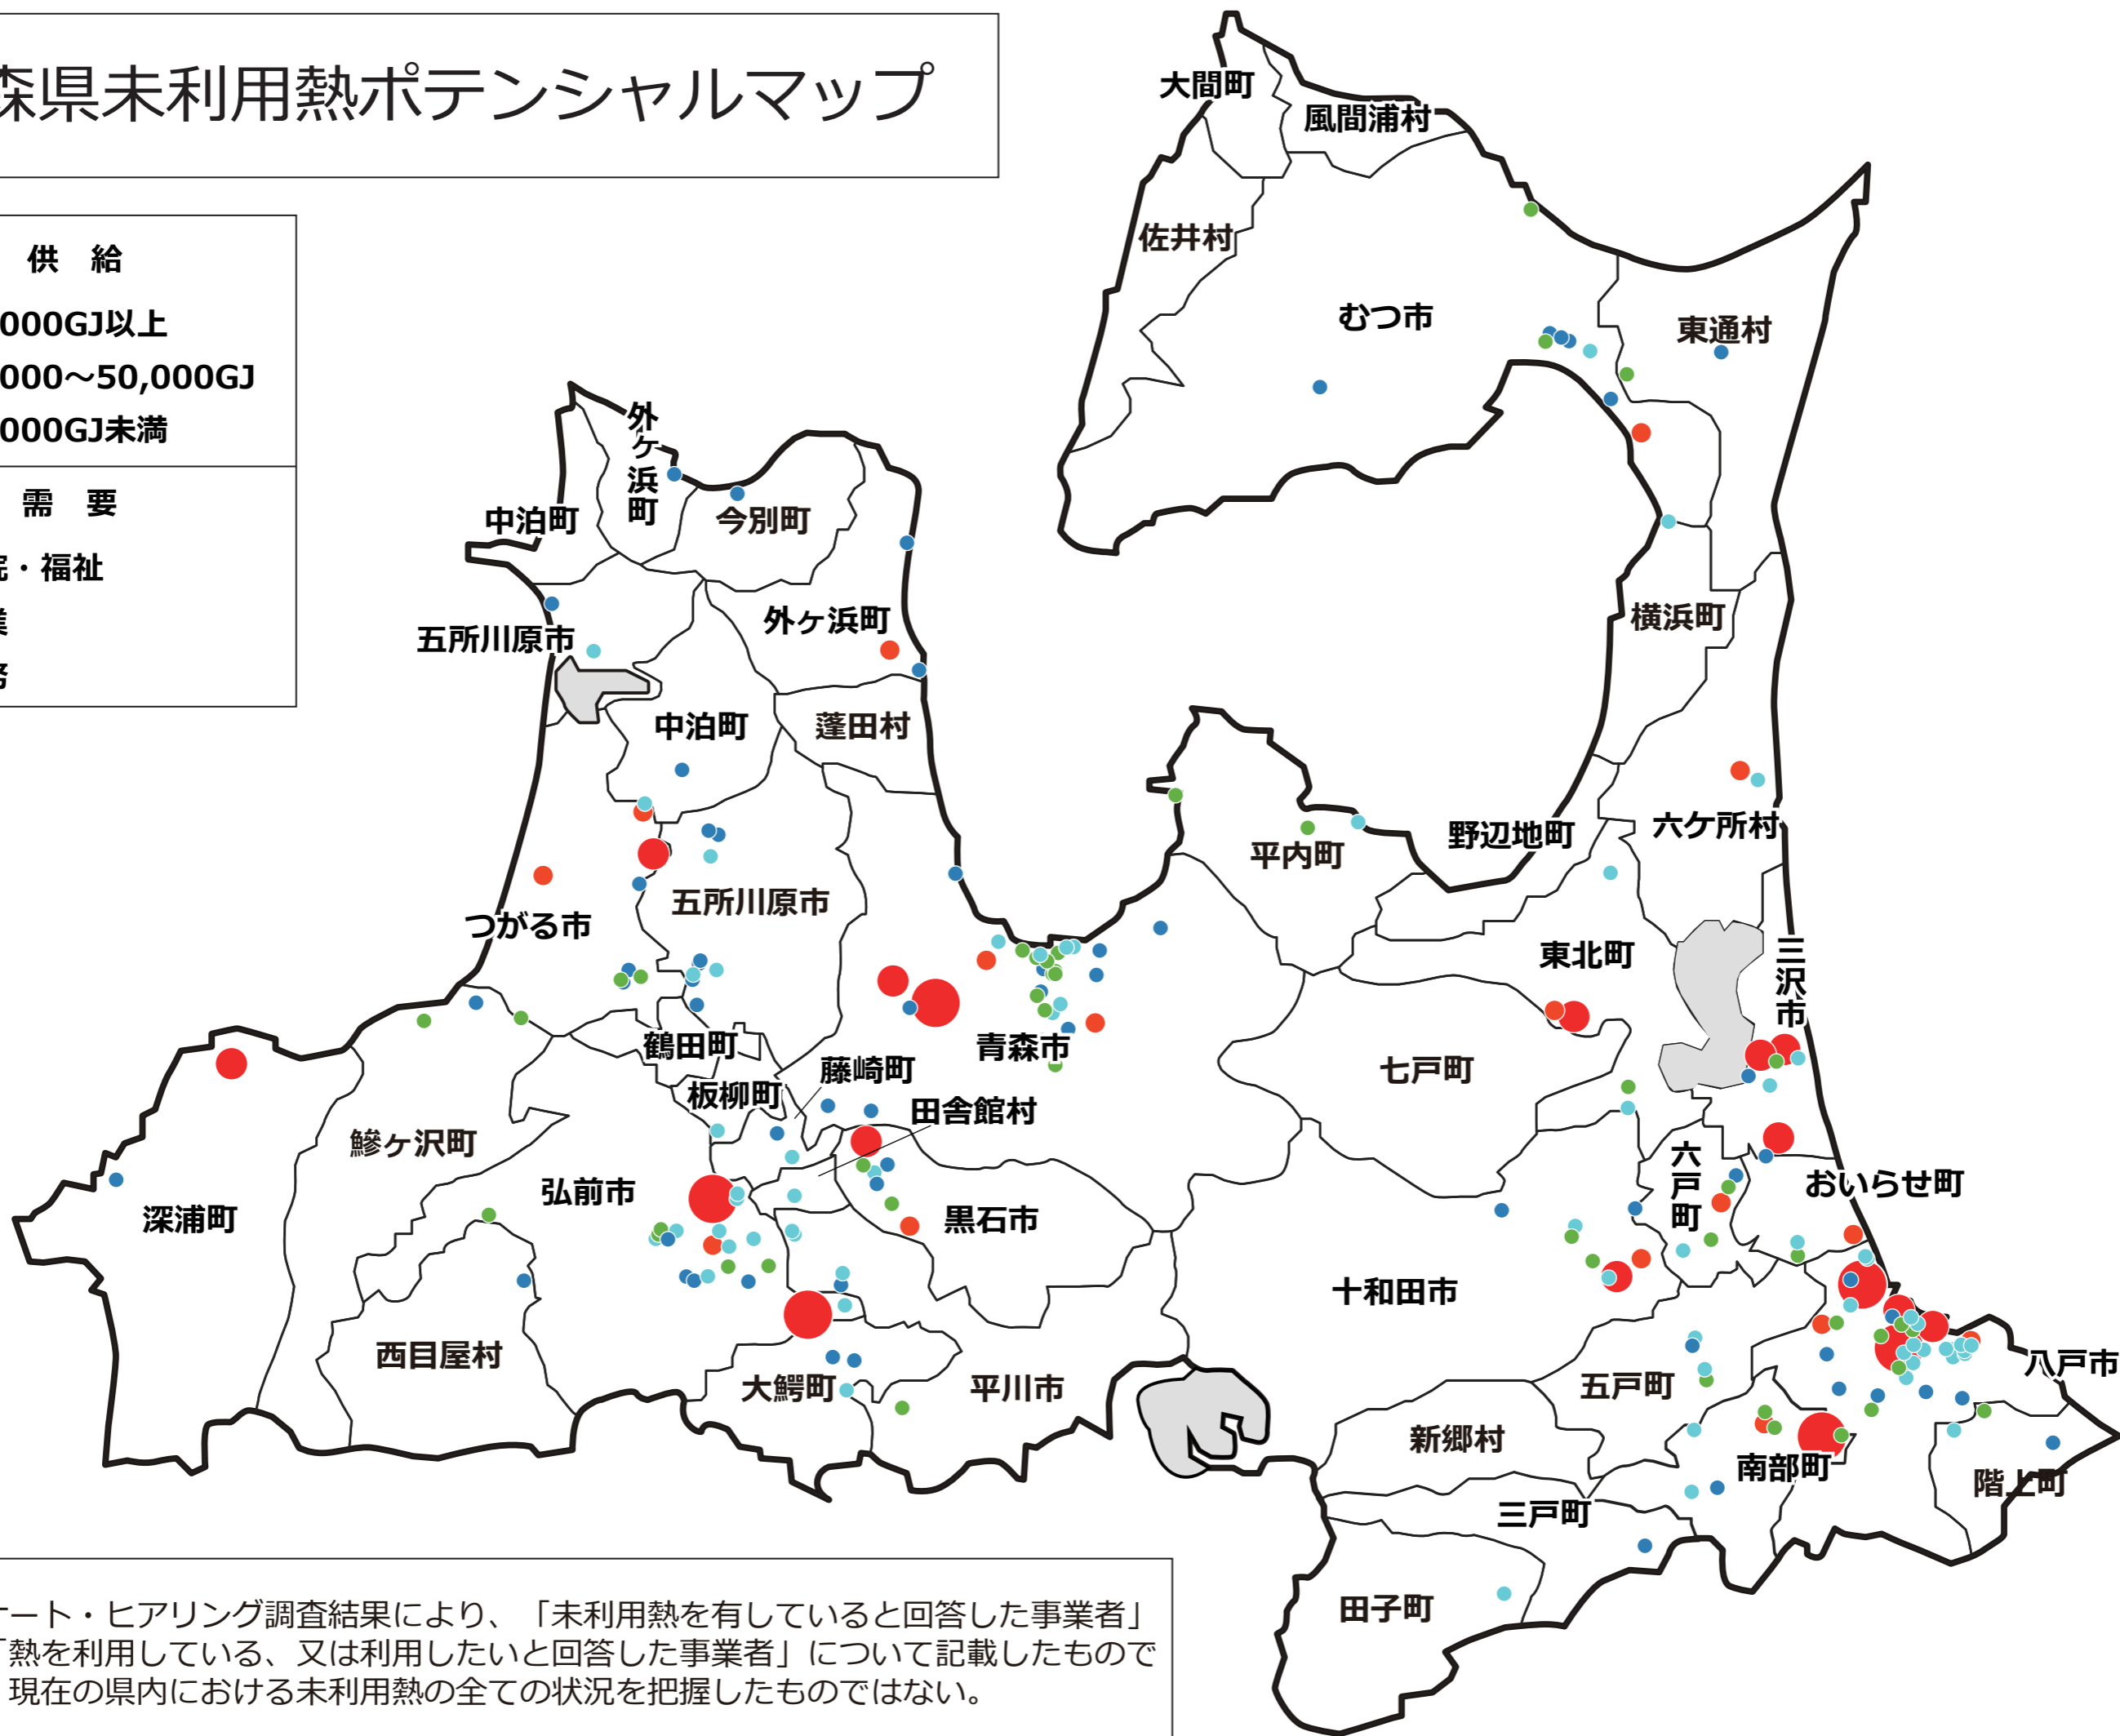 森県未利用熱ポテンシャルマップ
供　給
,000GJ以上
,000～50,000GJ
,000GJ未満
需　要
院・福祉
業
務
大間町
風間浦村
佐井村
むつ市
東通村
外ヶ浜町
中泊町
今別町
五所川原市
外ヶ浜町
横浜町
中泊町
蓬田村
平内町
野辺地町
六ケ所村
五所川原市
つがる市
東北町
三沢市
鶴田町
青森市
藤崎町
七戸町
板柳町
田舎館村
鰺ヶ沢町
六戸町
おいらせ町
弘前市
深浦町
黒石市
十和田市
西目屋村
大鰐町
平川市
五戸町
八戸市
新郷村
南部町
階上町
三戸町
田子町
ート・ヒアリング調査結果により、「未利用熱を有していると回答した事業者」
「熱を利用している、又は利用したいと回答した事業者」について記載したもので
現在の県内における未利用熱の全ての状況を把握したものではない。